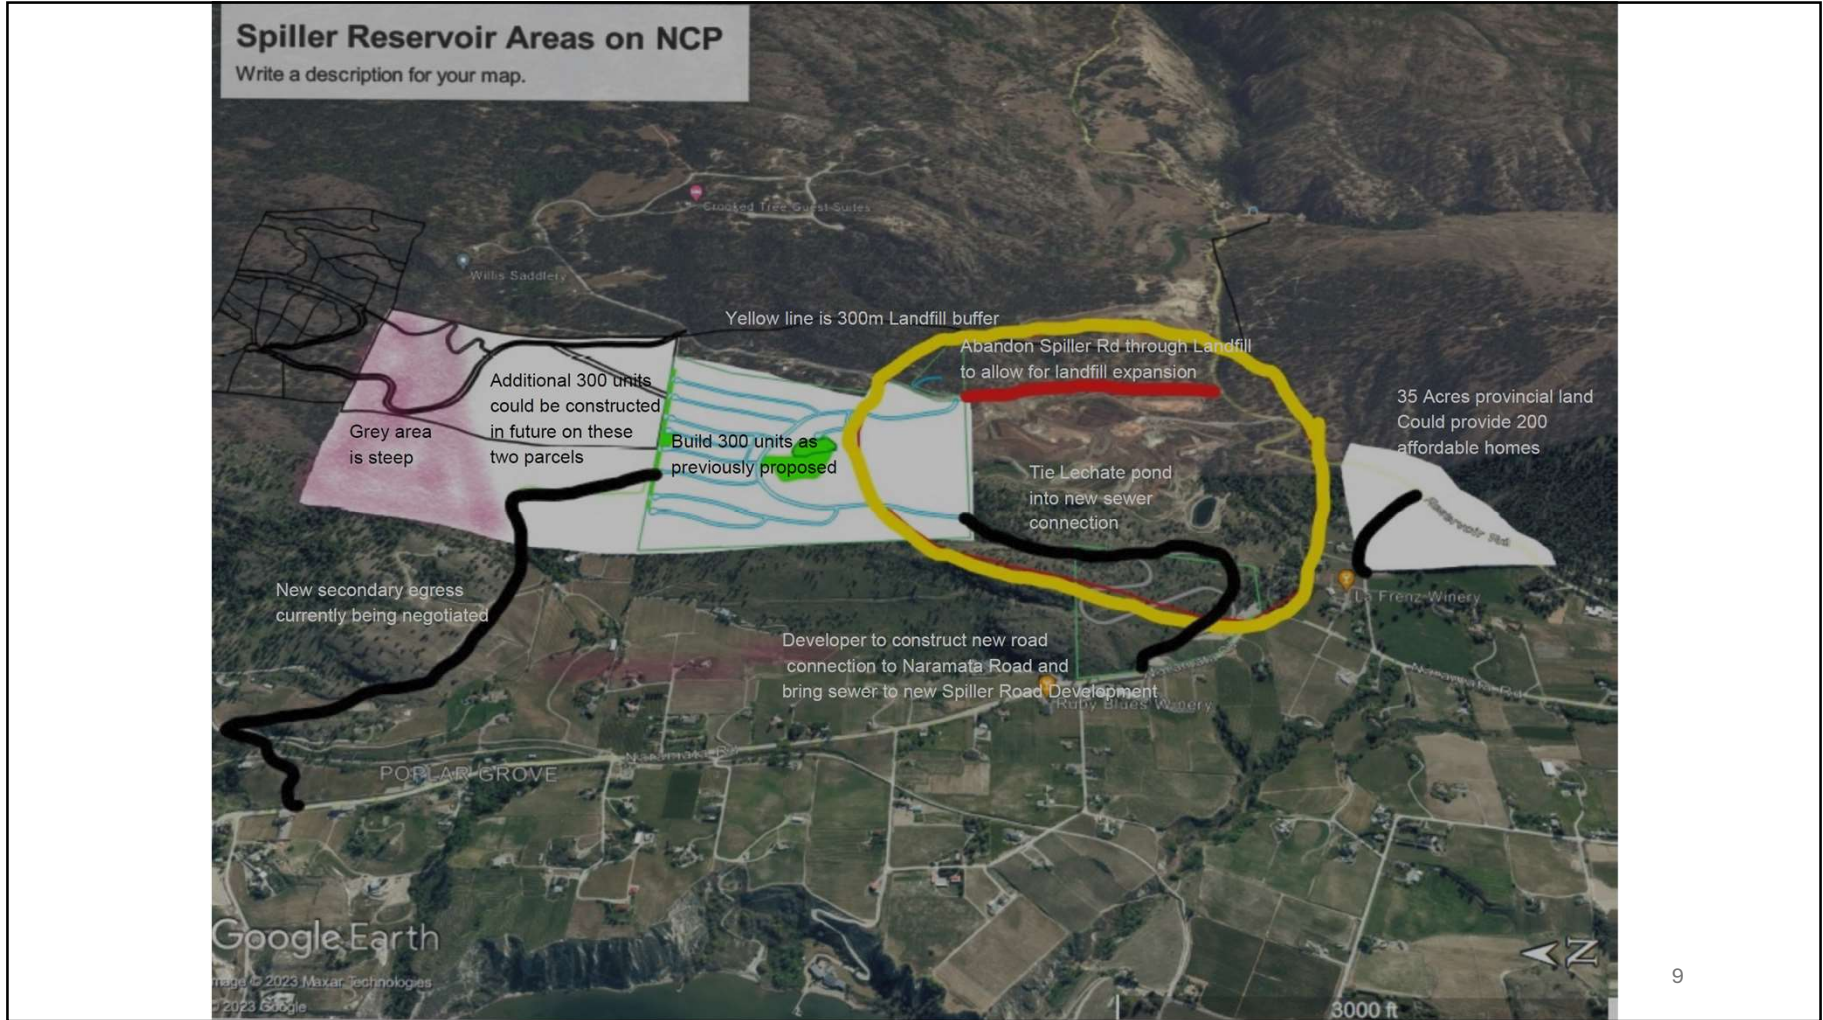 Spiller Reservoir Areas on NCP
Write a description for your map.
Crooked Tree Guest Suites
Willis Saddlery
Yellow line is 300m Landfill buffer
Abandon Spiller Rd through Landfill
to allow for landfill expansion
35 Acres provincial land
Could provide 200
affordable homes
Additional 300 units
could be constructed
in future on these
two parcels
Grey area
is steep
Build 300 units as
previously proposed
Tie Lechate pond
into new sewer
connection
Reservoir Rd
New secondary egress
currently being negotiated
La Frenz Winery
Developer to construct new road
connection to Naramata Road and
bring sewer to new Spiller Road Development
Naramata Rd
Ruby Blues Winery
Naramata Rd
POPLAR GROVE
Google Earth
Image © 2023 Maxar Technologies
© 2023 Google
N
3000 ft
9